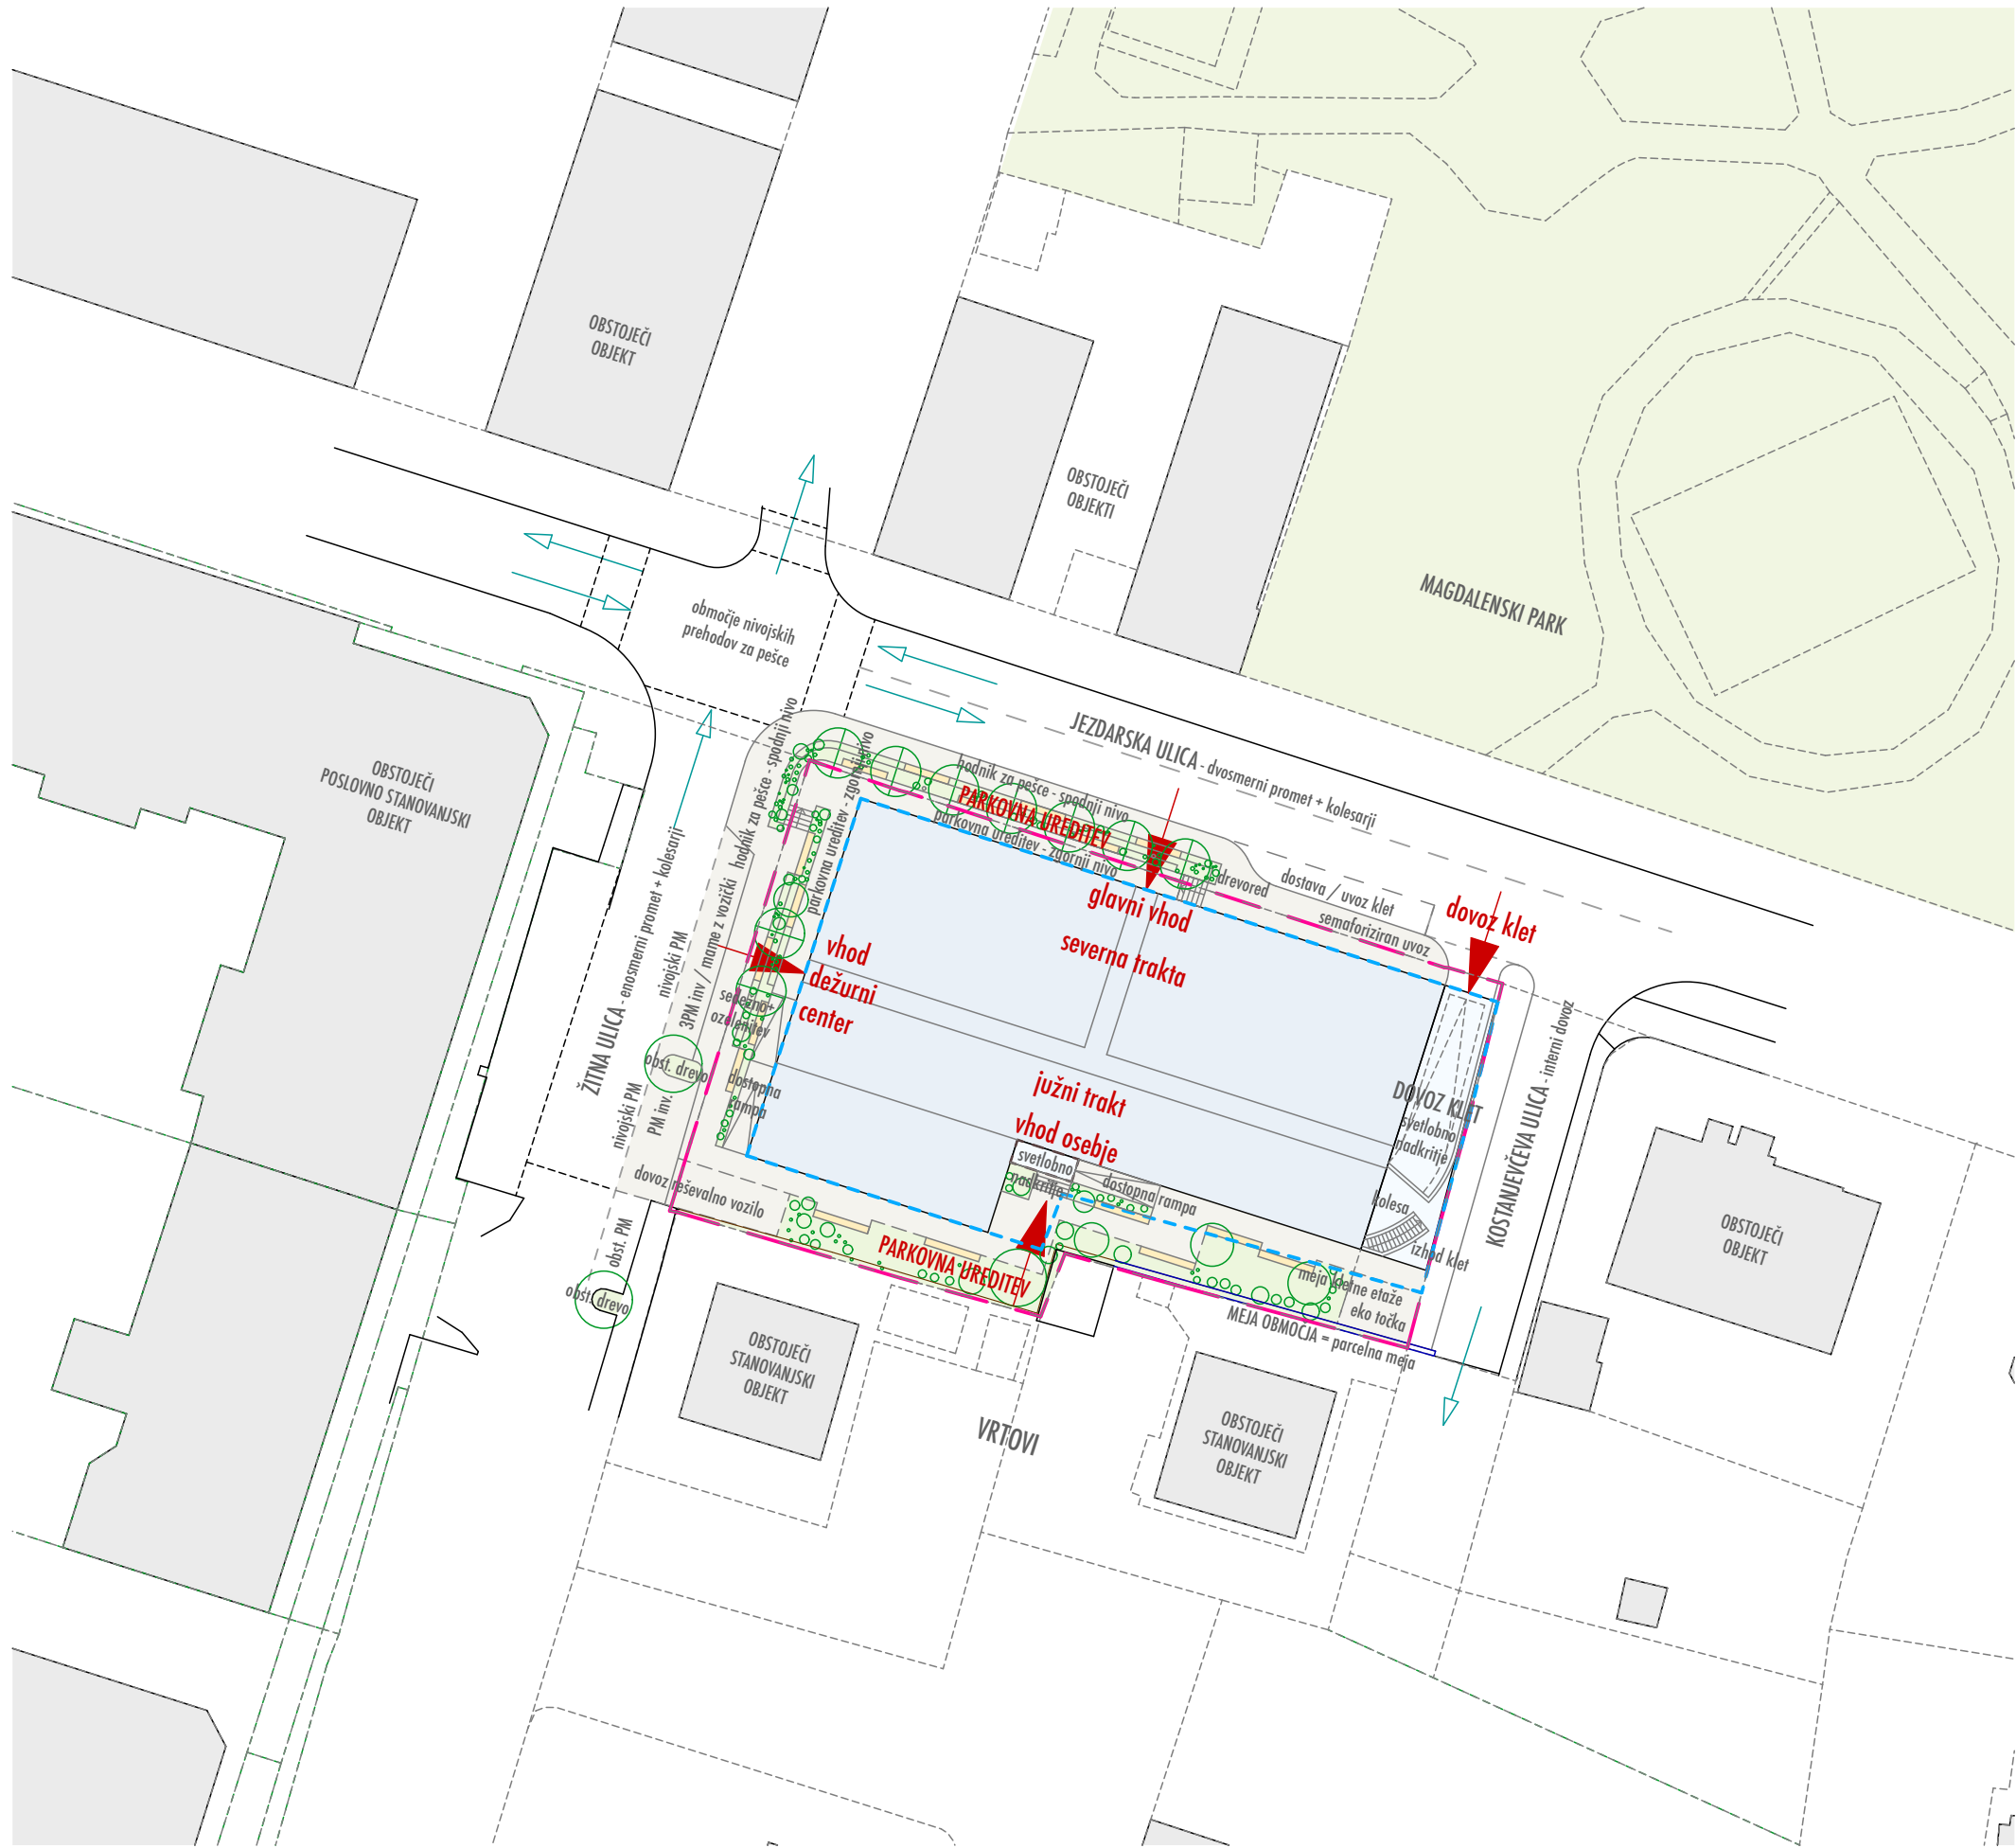 OBSTOJEČI
OBJEKT
OBSTOJEČI
OBJEKTI
MAGDALENSKI PARK
območje nivojskih
prehodov za pešce
OBSTOJEČI
POSLOVNO STANOVANJSKI
OBJEKT
JEZDARSKA ULICA - dvosmerni promet + kolesarji
hodnik za pešce - spodnji nivo
PARKOVNA UREDITEV
parkovna ureditev - zgornji nivo
drevored
dostava / uvoz klet
semaforiziran uvoz
dovoz klet
glavni vhod
severna trakta
hodnik za pešce - spodnji nivo
parkovna ureditev - zgornji nivo
vhod
dežurni
center
ŽITNA ULICA - enosmerni promet + kolesarji
nivojski PM
3PM inv / mame z vozički
sedežno+
ozelenitev
obst. drevo
nivojski PM
PM inv.
dostopna
rampa
južni trakt
vhod osebje
svetlobno
nadkritje
dostopna rampa
DOVOZ KLET
svetlobno
nadkritje
kolesa
izhod klet
KOSTANJEVČEVA ULICA - interni dovoz
dovoz reševalno vozilo
PARKOVNA UREDITEV
obst. PM
obst. drevo
meja kletne etaže
eko točka
MEJA OBMOČJA = parcelna meja
OBSTOJEČI
OBJEKT
OBSTOJEČI
STANOVANJSKI
OBJEKT
VRTOVI
OBSTOJEČI
STANOVANJSKI
OBJEKT